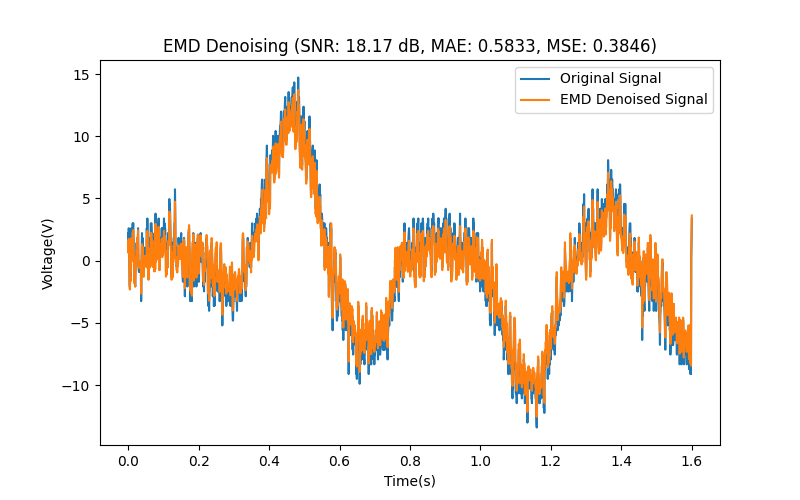 EMD Denoising (SNR: 18.17 dB, MAE: 0.5833, MSE: 0.3846)
Original Signal
EMD Denoised Signal
15
10
5
0
−5
−10
Voltage(V)
0.0 0.2 0.4 0.6 0.8 1.0 1.2 1.4 1.6
Time(s)